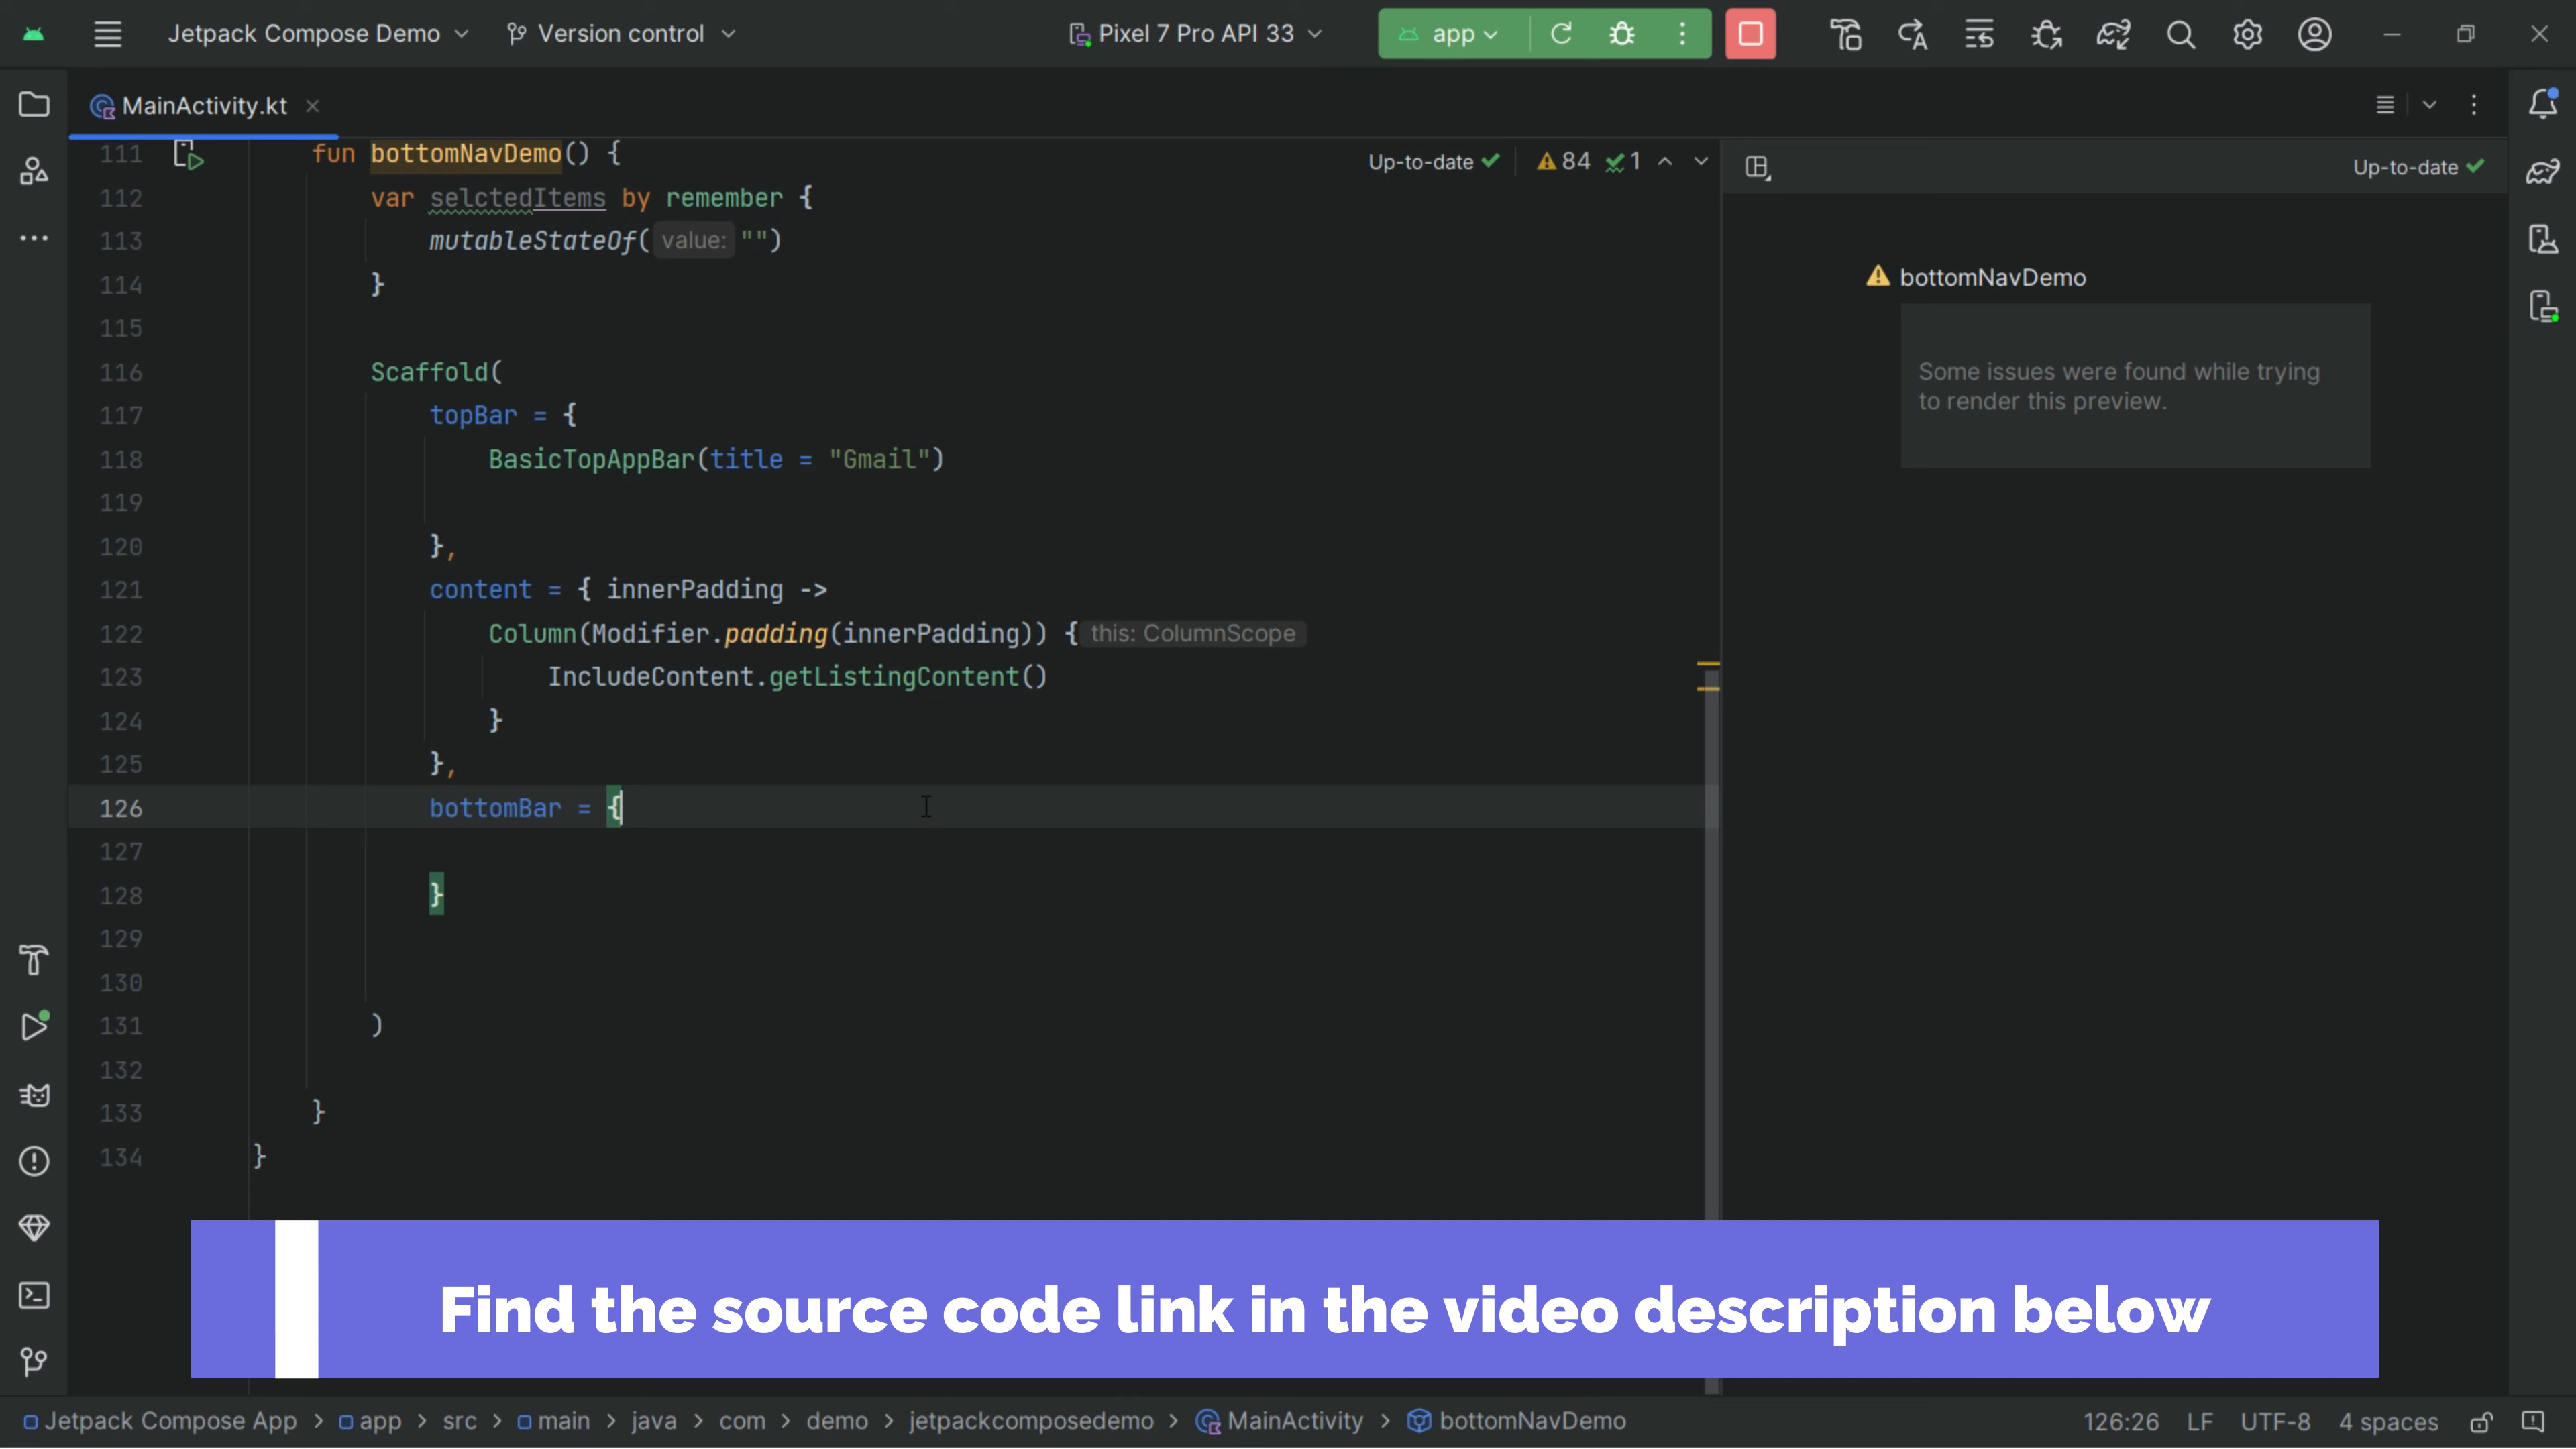 Jetpack Compose Demo Version control Pixel 7 Pro API 33 app
MainActivity.kt
111 fun bottomNavDemo() { Up-to-date 84 1
112 var selctedItems by remember {
113 mutableStateOf( value: "")
114 }
115
116 Scaffold(
117 topBar = {
118 BasicTopAppBar(title = "Gmail")
119
120 },
121 content = { innerPadding ->
122 Column(Modifier.padding(innerPadding)) { this: ColumnScope
123 IncludeContent.getListingContent()
124 }
125 },
126 bottomBar = {
127
128 }
129
130
131 )
132
133 }
134 }
Up-to-date
bottomNavDemo
Some issues were found while trying
to render this preview.
Find the source code link in the video description below
Jetpack Compose App > app > src > main > java > com > demo > jetpackcomposedemo > MainActivity > bottomNavDemo 126:26 LF UTF-8 4 spaces